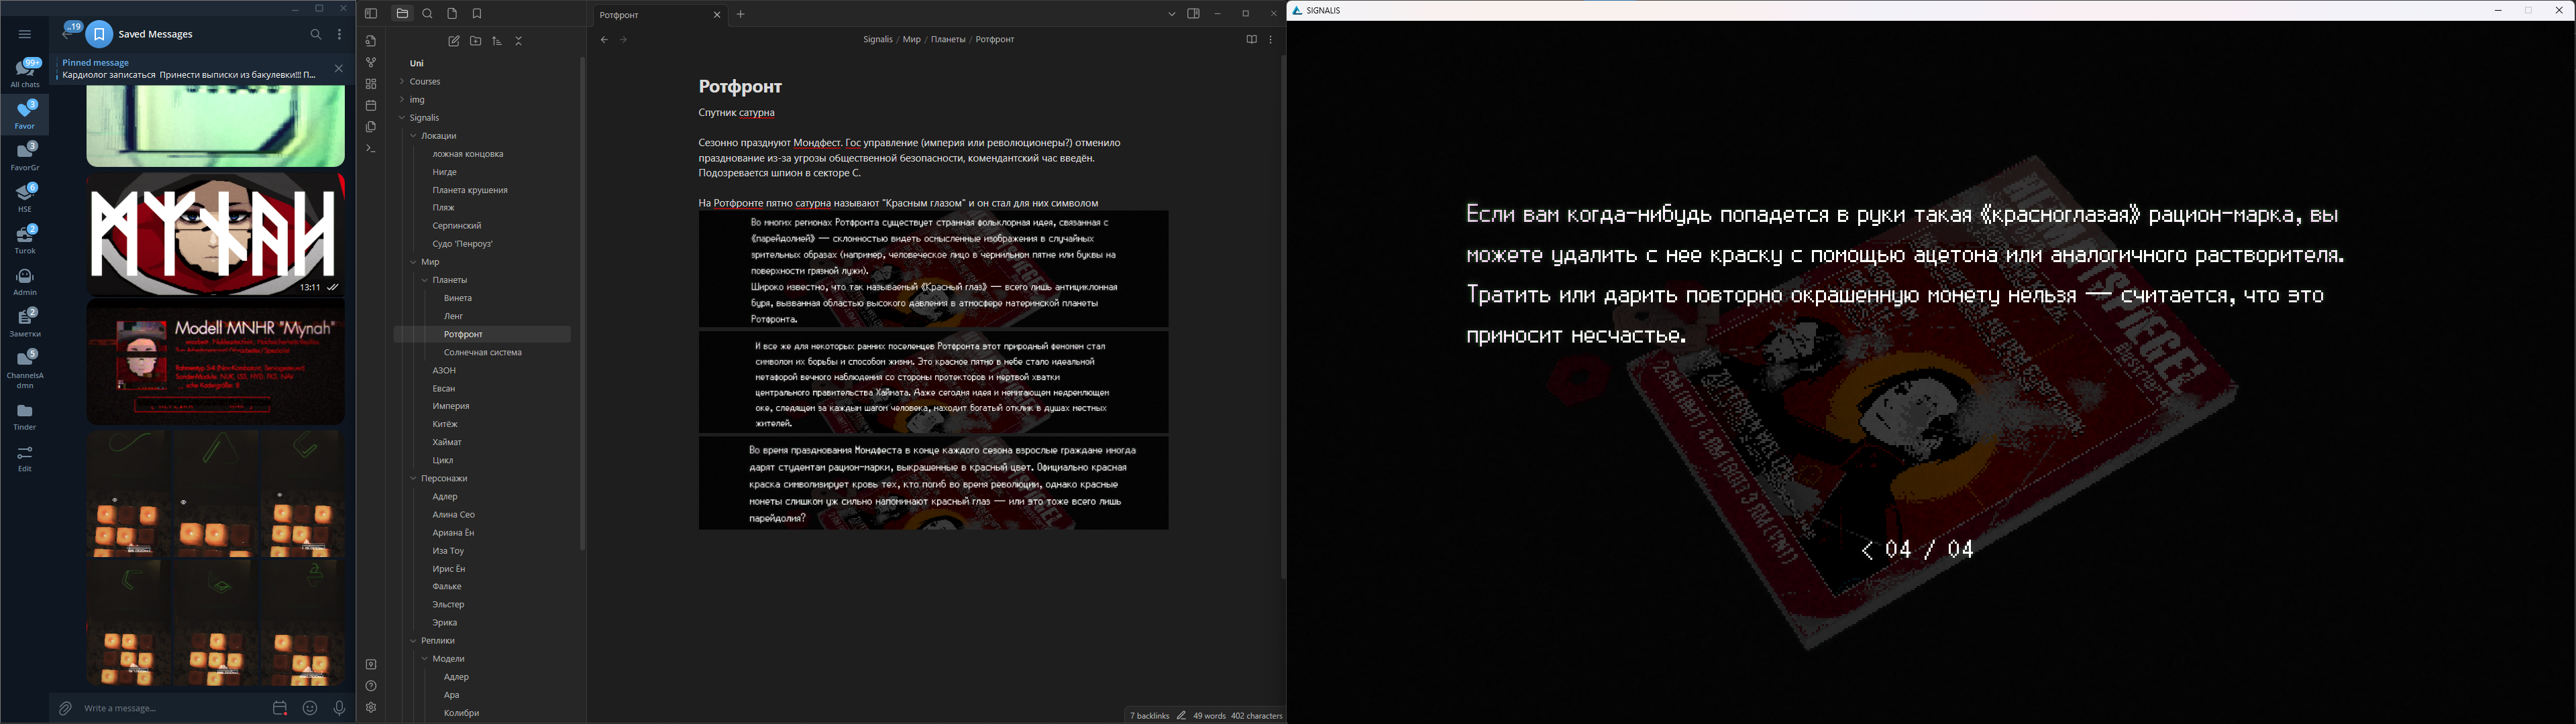 Saved Messages
19
Pinned message
Кардиолог записаться Принести выписки из бакулевки!!! П...
99+
All chats
3
Favor
3
FavorGr
6
HSE
2
Turok
Admin
2
Заметки
5
ChannelsA
dmn
Tinder
Edit
13:11
Modell MNHR "Mynah"
Write a message...
Uni
Courses
img
Signalis
Локации
ложная концовка
Нигде
Планета крушения
Пляж
Серпинский
Судо 'Пенроуз'
Мир
Планеты
Винета
Ленг
Ротфронт
Солнечная система
АЗОН
Евсан
Империя
Китёж
Хаймат
Цикл
Персонажи
Адлер
Алина Сео
Ариана Ён
Иза Тоу
Ирис Ён
Фальке
Эльстер
Эрика
Реплики
Модели
Адлер
Ара
Колибри
Ротфронт
Signalis / Мир / Планеты / Ротфронт
Ротфронт
Спутник сатурна
Сезонно празднуют Мондфест. Гос управление (империя или революционеры?) отменило
празднование из-за угрозы общественной безопасности, комендантский час введён.
Подозревается шпион в секторе С.
На Ротфронте пятно сатурна называют "Красным глазом" и он стал для них символом
Во многих регионах Ротфронта существует странная фольклорная идея, связанная с
《парейдолией》 — склонностью видеть осмысленные изображения в случайных
зрительных образах (например, человеческое лицо в чернильном пятне или буквы на
поверхности грязной лужи).
Широко известно, что так называемый 《Красный глаз》 — всего лишь антициклонная
буря, вызванная областью высокого давления в атмосфере материнской планеты
Ротфронта.
И все же для некоторых ранних поселенцев Ротфронта этот природный феномен стал
символом их борьбы и способом жизни. Это красное пятно в небе стало идеальной
метафорой вечного наблюдения со стороны протекторов и мертвой хватки
центрального правительства Хаймата. Даже сегодня идея о немигающем недремлющем
оке, следящем за каждым шагом человека, находит богатый отклик в душах местных
жителей.
Во время празднования Мондфеста в конце каждого сезона взрослые граждане иногда
дарят студентам рацион-марки, выкрашенные в красный цвет. Официально красная
краска символизирует кровь тех, кто погиб во время революции, однако красные
монеты слишком уж сильно напоминают красный глаз — или это тоже всего лишь
парейдолия?
7 backlinks 49 words 402 characters
SIGNALIS
Если вам когда-нибудь попадется в руки такая 《красноглазая》 рацион-марка, вы
можете удалить с нее краску с помощью ацетона или аналогичного растворителя.
Тратить или дарить повторно окрашенную монету нельзя — считается, что это
приносит несчастье.
< 04 / 04